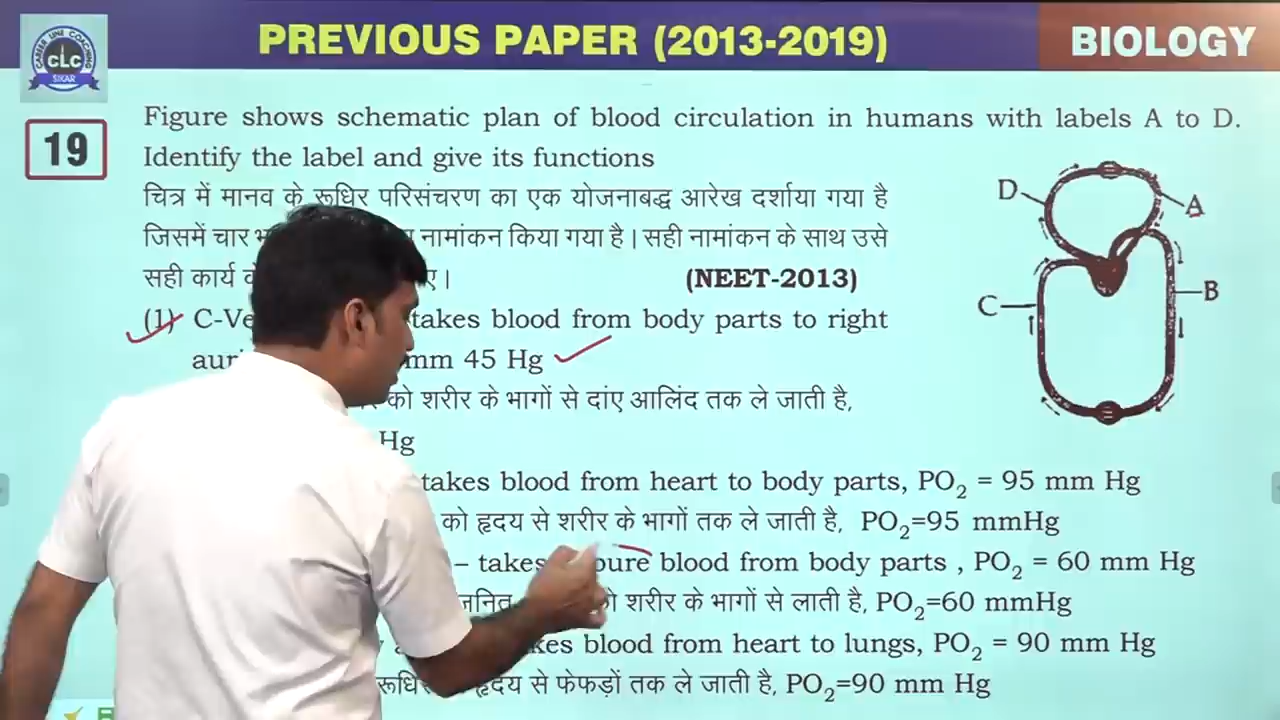 CAREER LINE COACHING
CLC
SIKAR
PREVIOUS PAPER (2013-2019)
BIOLOGY
19
Figure shows schematic plan of blood circulation in humans with labels A to D.
Identify the label and give its functions
चित्र में मानव के रूधिर परिसंचरण का एक योजनाबद्ध आरेख दर्शाया गया है
जिसमें चार नामांकन किया गया है। सही नामांकन के साथ उसे
सही कार्य
(NEET-2013)
(1) takes blood from body parts to right
mm 45 Hg
को शरीर के भागों से दांए आलिंद तक ले जाती है,
Hg
takes blood from heart to body parts, PO2 = 95 mm Hg
को हृदय से शरीर के भागों तक ले जाती है, PO2=95 mmHg
– takes blood from body parts , PO2 = 60 mm Hg
शरीर के भागों से लाती है, PO2=60 mmHg
blood from heart to lungs, PO2 = 90 mm Hg
हृदय से फेफड़ों तक ले जाती है, PO2=90 mm Hg
D
A
C
B